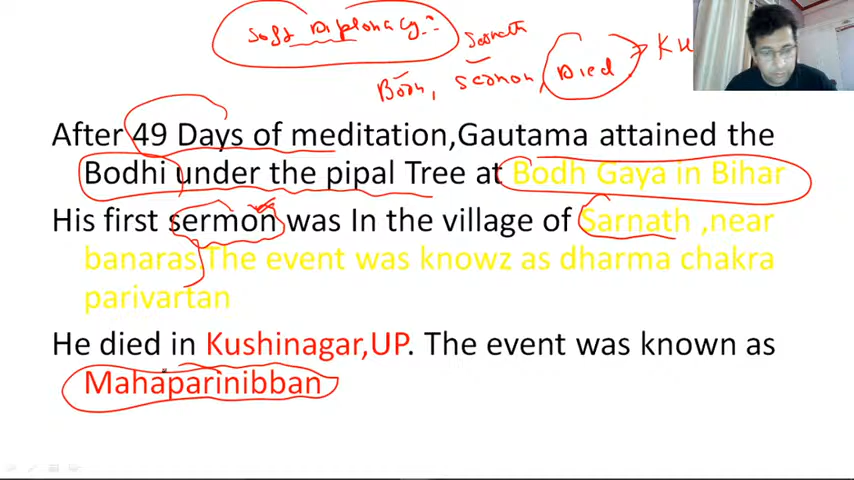 Soft Diplomacy:
Sarnath
Bodh, sermon, Died → KU
After 49 Days of meditation,Gautama attained the
Bodhi under the pipal Tree at Bodh Gaya in Bihar
His first sermon was In the village of Sarnath ,near
banaras.The event was knowz as dharma chakra
parivartan
He died in Kushinagar,UP. The event was known as
Mahaparinibban